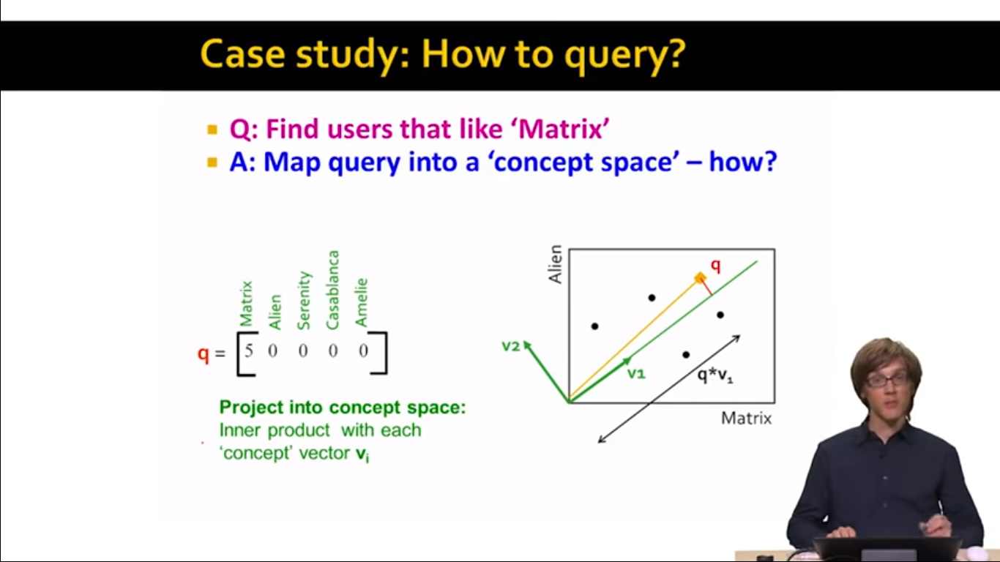 Case study: How to query?
Q: Find users that like ‘Matrix’
A: Map query into a ‘concept space’ – how?
Matrix
Alien
Serenity
Casablanca
Amelie
q = [5 0 0 0 0]
Project into concept space:
Inner product with each
‘concept’ vector vi
Alien
q
v2
v1
q*v1
Matrix